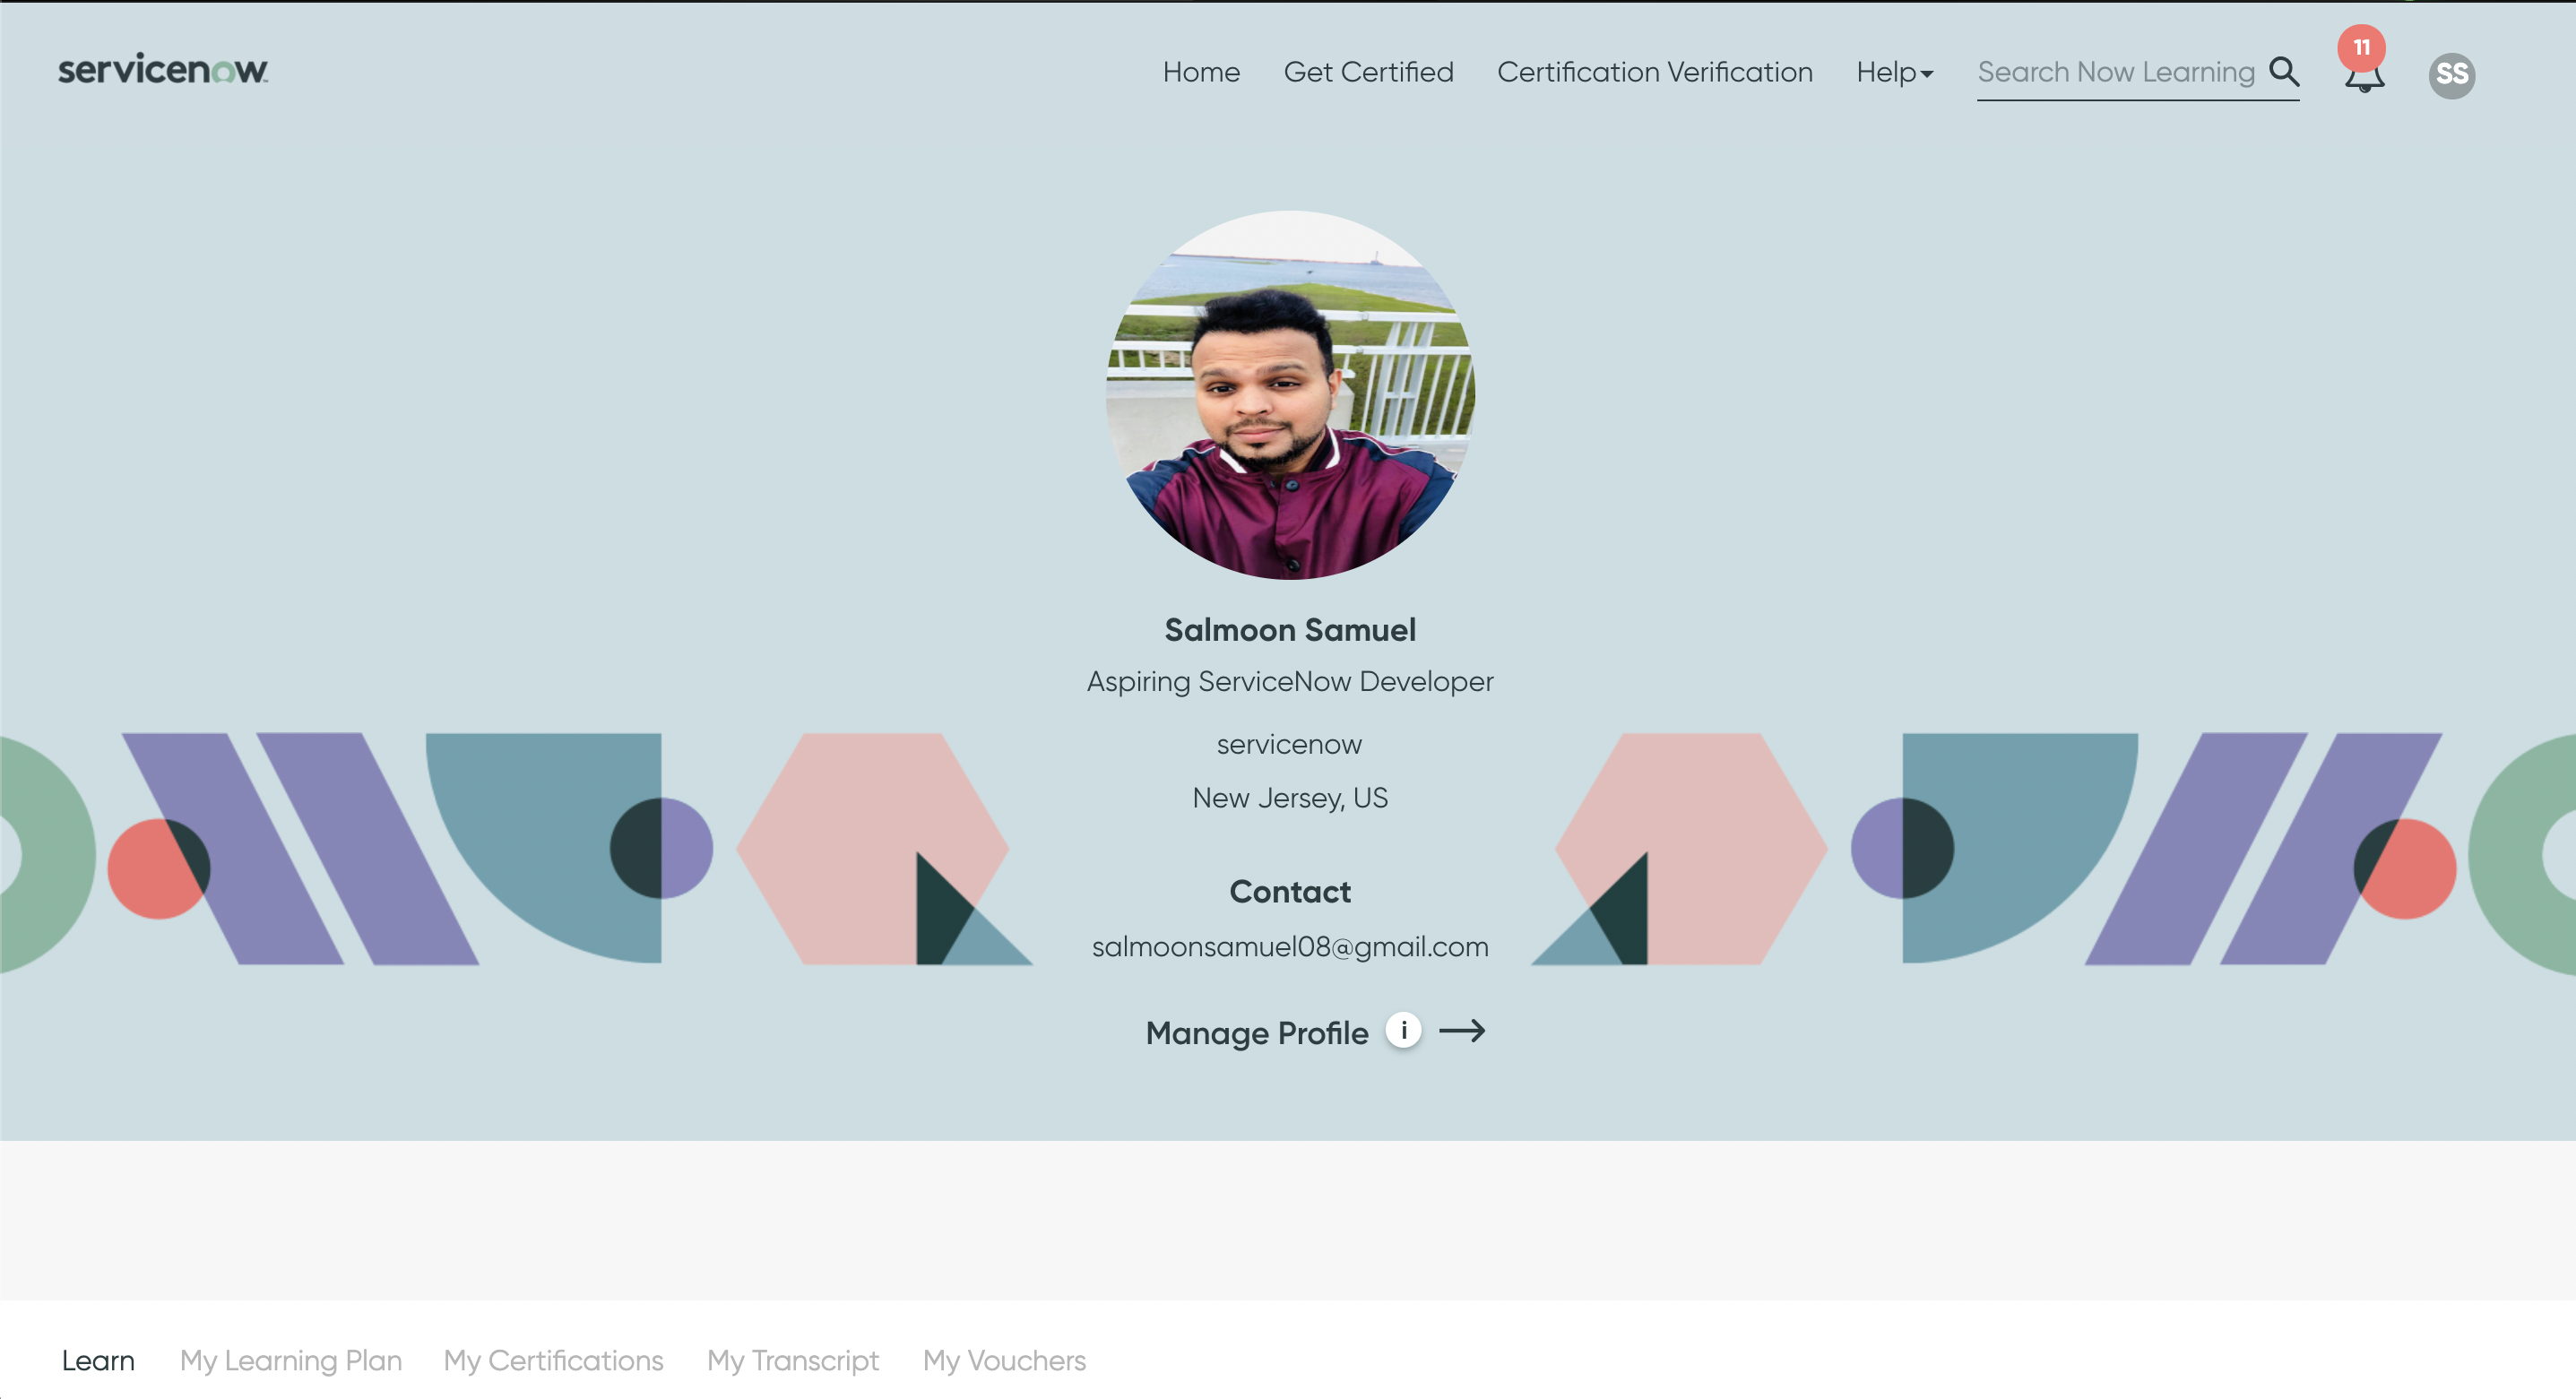 servicenow
Home Get Certified Certification Verification Help Search Now Learning 11 SS
Salmoon Samuel
Aspiring ServiceNow Developer
servicenow
New Jersey, US
Contact
salmoonsamuel08@gmail.com
Manage Profile i
Learn My Learning Plan My Certifications My Transcript My Vouchers